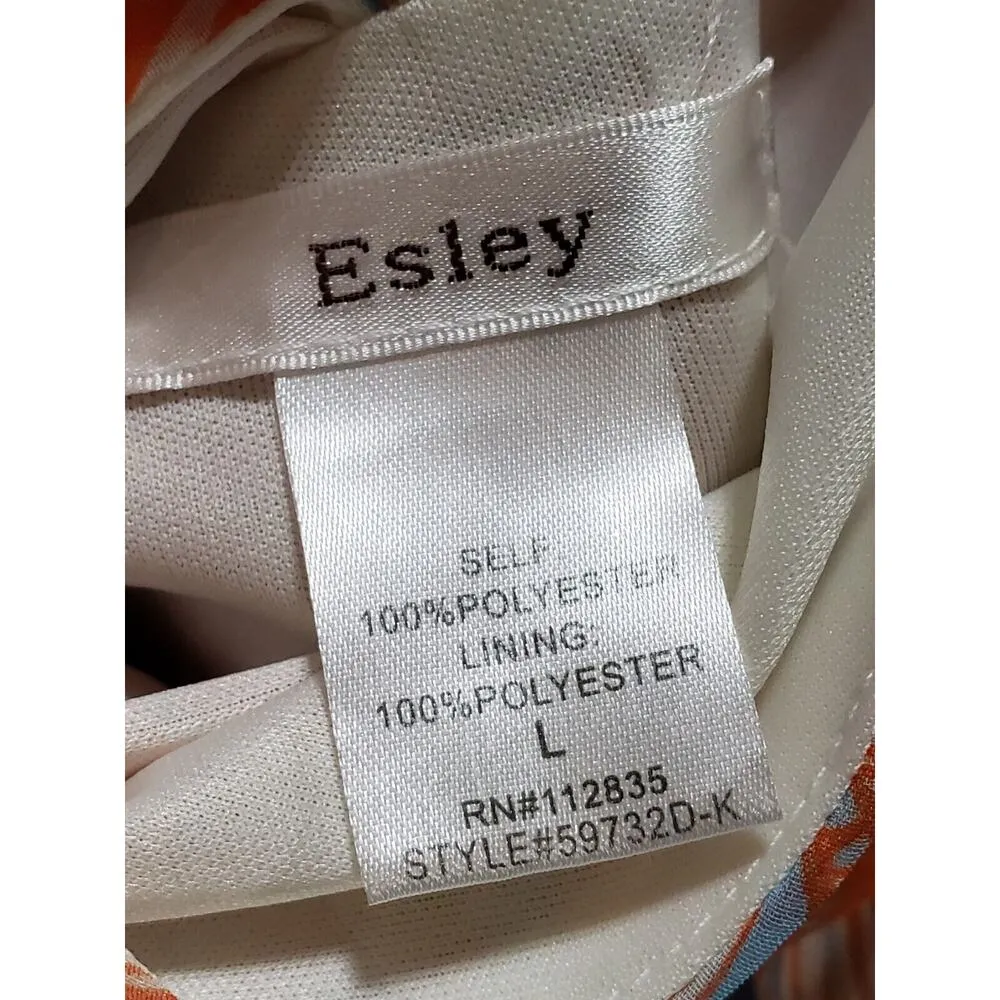 Esley
SELF
100%POLYESTER
LINING:
100%POLYESTER
L
RN#112835
STYLE#59732D-K